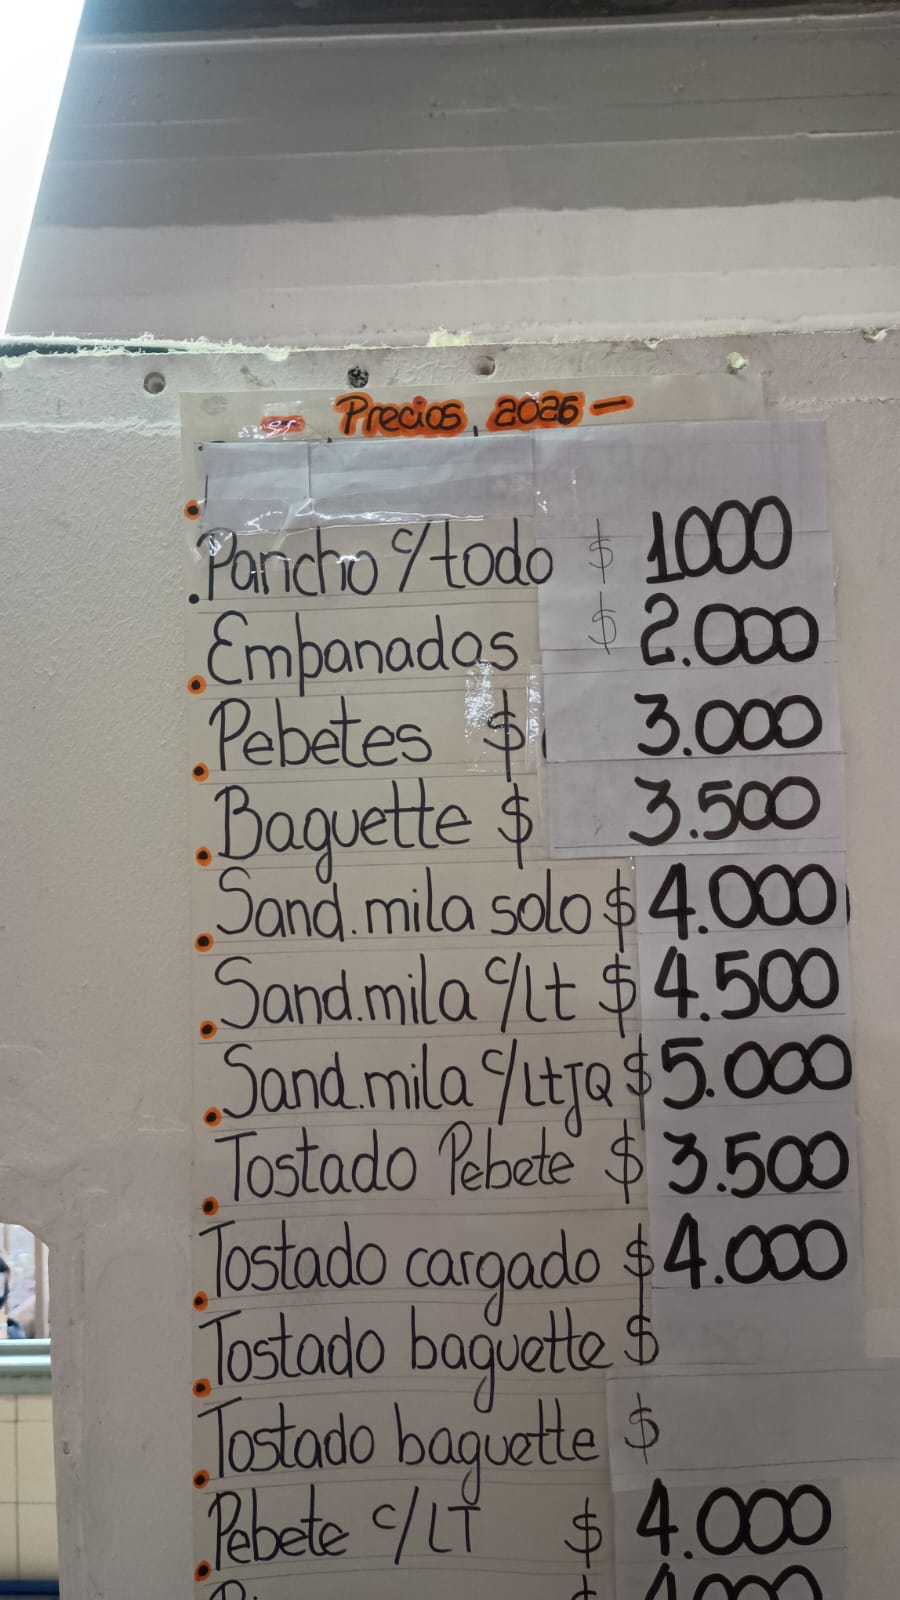 - Precios, 2026 -
Pancho c/todo $ 1000
Empanadas $ 2.000
Pebetes $ 3.000
Baguette $ 3.500
Sand. mila solo $ 4.000
Sand. mila c/Lt $ 4.500
Sand. mila c/LtJQ $ 5.000
Tostado Pebete $ 3.500
Tostado cargado $ 4.000
Tostado baguette $
Tostado baguette $
Pebete c/LT $ 4.000